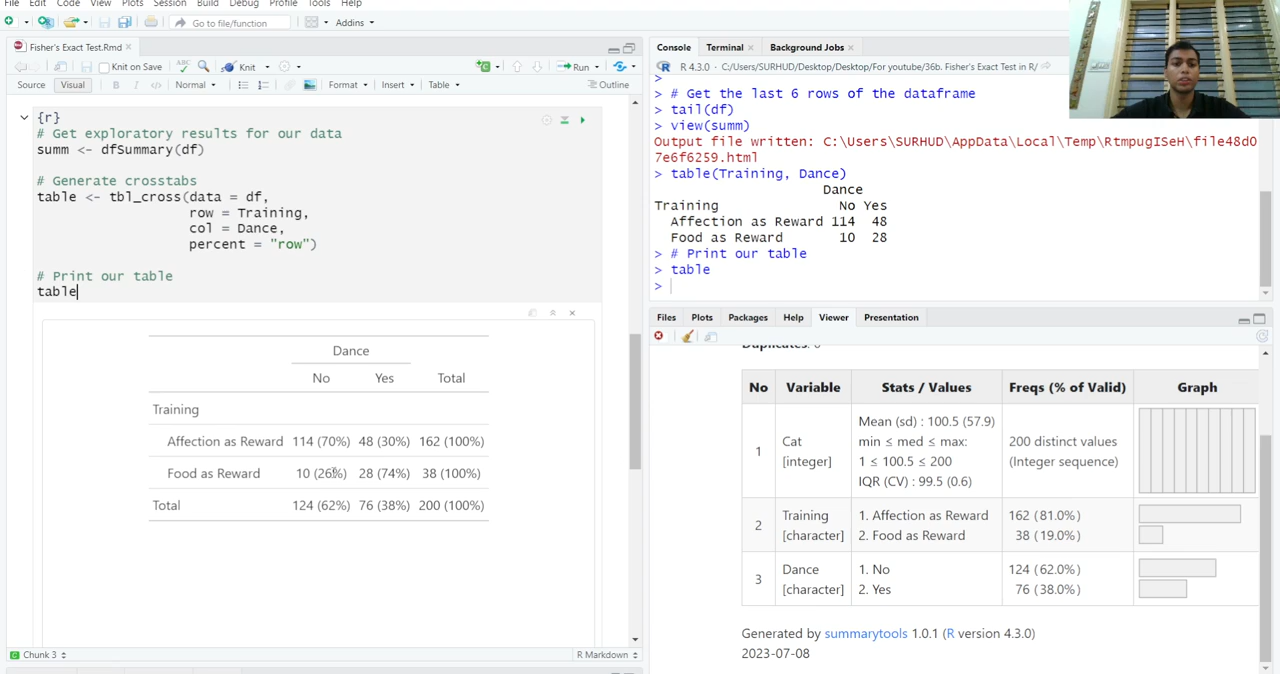 File Edit Code View Plots Session Build Debug Profile Tools Help
Go to file/function Addins
Fisher's Exact Test.Rmd
Knit on Save Knit Run
Source Visual B I Normal Format Insert Table Outline
{r}
# Get exploratory results for our data
summ <- dfSummary(df)
# Generate crosstabs
table <- tbl_cross(data = df,
row = Training,
col = Dance,
percent = "row")
# Print our table
table
Dance
No Yes Total
Training
Affection as Reward 114 (70%) 48 (30%) 162 (100%)
Food as Reward 10 (26%) 28 (74%) 38 (100%)
Total 124 (62%) 76 (38%) 200 (100%)
Chunk 3 R Markdown
Console Terminal Background Jobs
R 4.3.0 · C:/Users/SURHUD/Desktop/Desktop/For youtube/36b. Fisher's Exact Test in R/
>
> # Get the last 6 rows of the dataframe
> tail(df)
> view(summ)
Output file written: C:\Users\SURHUD\AppData\Local\Temp\RtmpugISeH\file48d0
7e6f6259.html
> table(Training, Dance)
Dance
Training No Yes
Affection as Reward 114 48
Food as Reward 10 28
> # Print our table
> table
>
Files Plots Packages Help Viewer Presentation
No Variable Stats / Values Freqs (% of Valid) Graph
1 Cat [integer] Mean (sd) : 100.5 (57.9)
min ≤ med ≤ max:
1 ≤ 100.5 ≤ 200
IQR (CV) : 99.5 (0.6)
200 distinct values
(Integer sequence)
2 Training [character] 1. Affection as Reward 162 (81.0%)
2. Food as Reward 38 (19.0%)
3 Dance [character] 1. No 124 (62.0%)
2. Yes 76 (38.0%)
Generated by summarytools 1.0.1 (R version 4.3.0)
2023-07-08